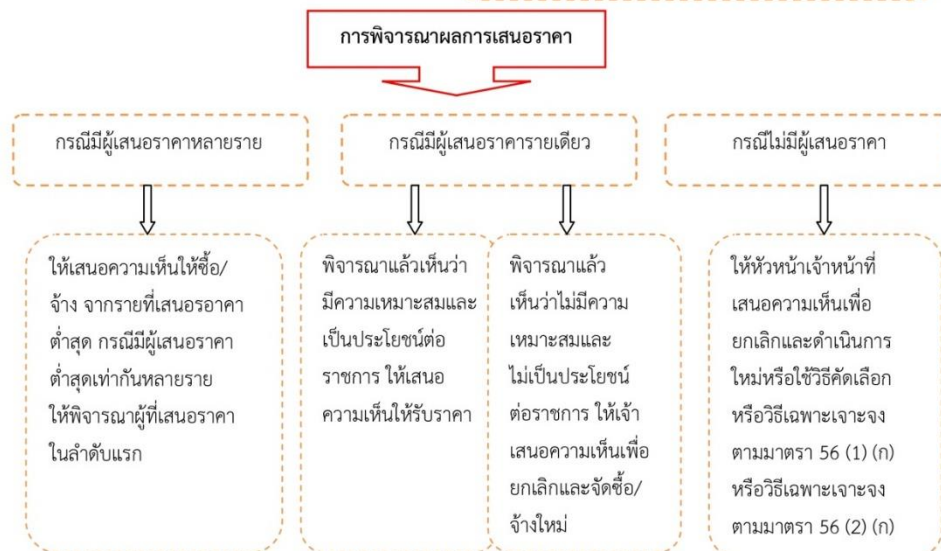 การพิจารณาผลการเสนอราคา
กรณีมีผู้เสนอราคาหลายราย
กรณีมีผู้เสนอราคารายเดียว
กรณีไม่มีผู้เสนอราคา
ให้เสนอความเห็นให้ซื้อ/
จ้าง จากรายที่เสนอรอาคา
ต่ำสุด กรณีมีผู้เสนอราคา
ต่ำสุดเท่ากันหลายราย
ให้พิจารณาผู้ที่เสนอราคา
ในลำดับแรก
พิจารณาแล้วเห็นว่า
มีความเหมาะสมและ
เป็นประโยชน์ต่อ
ราชการ ให้เสนอ
ความเห็นให้รับราคา
พิจารณาแล้ว
เห็นว่าไม่มีความ
เหมาะสมและ
ไม่เป็นประโยชน์
ต่อราชการ ให้เจ้า
เสนอความเห็นเพื่อ
ยกเลิกและจัดซื้อ/
จ้างใหม่
ให้หัวหน้าเจ้าหน้าที่
เสนอความเห็นเพื่อ
ยกเลิกและดำเนินการ
ใหม่หรือใช้วิธีคัดเลือก
หรือวิธีเฉพาะเจาะจง
ตามมาตรา 56 (1) (ก)
หรือวิธีเฉพาะเจาะจง
ตามมาตรา 56 (2) (ก)